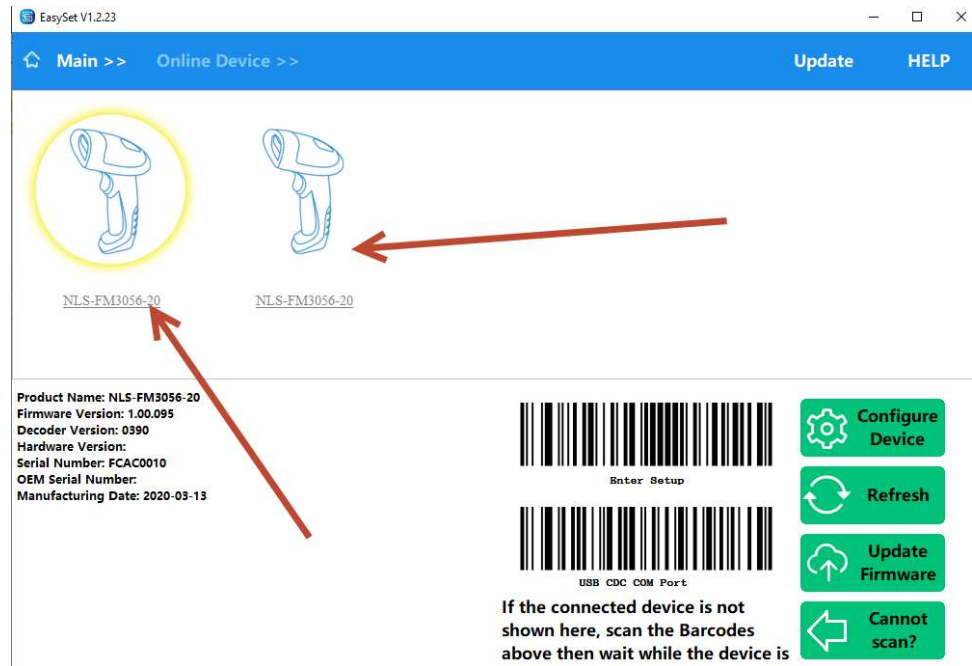 EasySet V1.2.23
Main >> Online Device >> Update HELP
NLS-FM3056-20 NLS-FM3056-20
Product Name: NLS-FM3056-20
Firmware Version: 1.00.095
Decoder Version: 0390
Hardware Version:
Serial Number: FCAC0010
OEM Serial Number:
Manufacturing Date: 2020-03-13
Enter Setup
USB CDC COM Port
If the connected device is not
shown here, scan the Barcodes
above then wait while the device is
Configure
Device
Refresh
Update
Firmware
Cannot
scan?